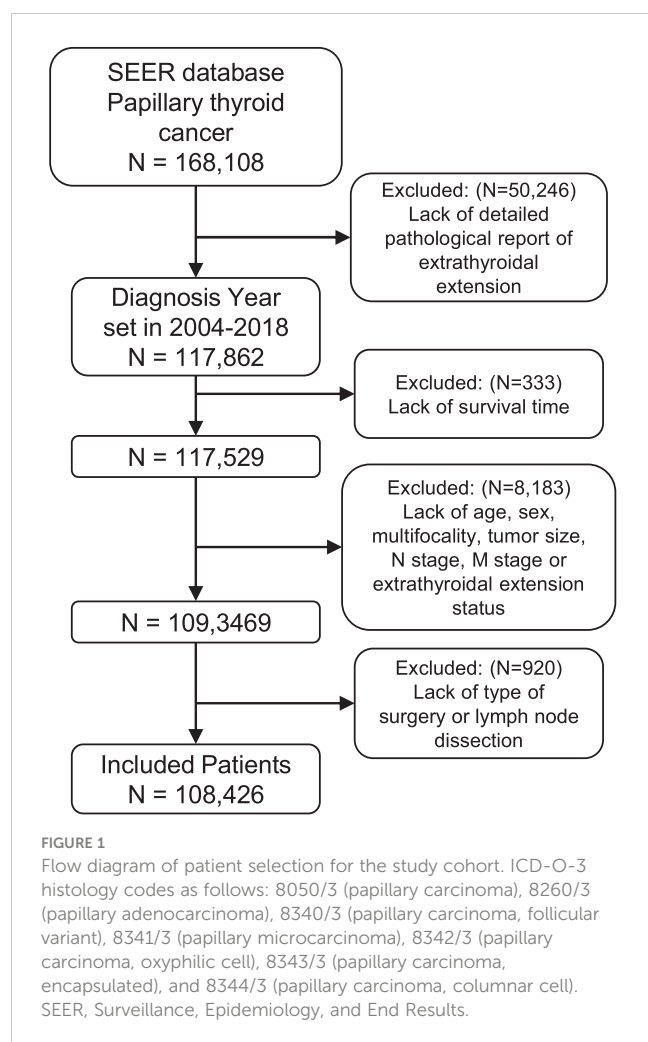 SEER database
Papillary thyroid
cancer
N = 168,108
Excluded: (N=50,246)
Lack of detailed
pathological report of
extrathyroidal
extension
Diagnosis Year
set in 2004-2018
N = 117,862
Excluded: (N=333)
Lack of survival time
N = 117,529
Excluded: (N=8,183)
Lack of age, sex,
multifocality, tumor size,
N stage, M stage or
extrathyroidal extension
status
N = 109,3469
Excluded: (N=920)
Lack of type of
surgery or lymph node
dissection
Included Patients
N = 108,426
FIGURE 1
Flow diagram of patient selection for the study cohort. ICD-O-3
histology codes as follows: 8050/3 (papillary carcinoma), 8260/3
(papillary adenocarcinoma), 8340/3 (papillary carcinoma, follicular
variant), 8341/3 (papillary microcarcinoma), 8342/3 (papillary
carcinoma, oxyphilic cell), 8343/3 (papillary carcinoma,
encapsulated), and 8344/3 (papillary carcinoma, columnar cell).
SEER, Surveillance, Epidemiology, and End Results.